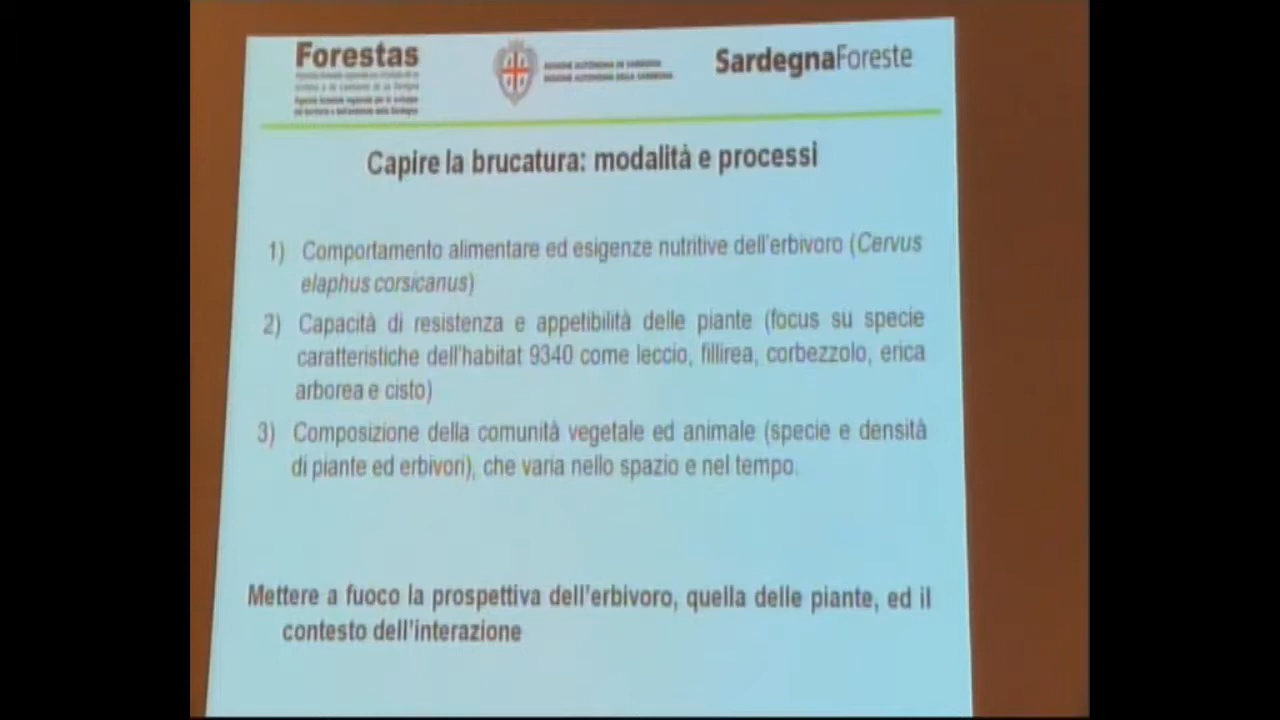 Forestas
SardegnaForeste
Capire la brucatura: modalità e processi
1) Comportamento alimentare ed esigenze nutritive dell'erbivoro (Cervus
elaphus corsicanus)
2) Capacità di resistenza e appetibilità delle piante (focus su specie
caratteristiche dell'habitat 9340 come leccio, fillirea, corbezzolo, erica
arborea e cisto)
3) Composizione della comunità vegetale ed animale (specie e densità
di piante ed erbivori), che varia nello spazio e nel tempo.
Mettere a fuoco la prospettiva dell'erbivoro, quella delle piante, ed il
contesto dell'interazione